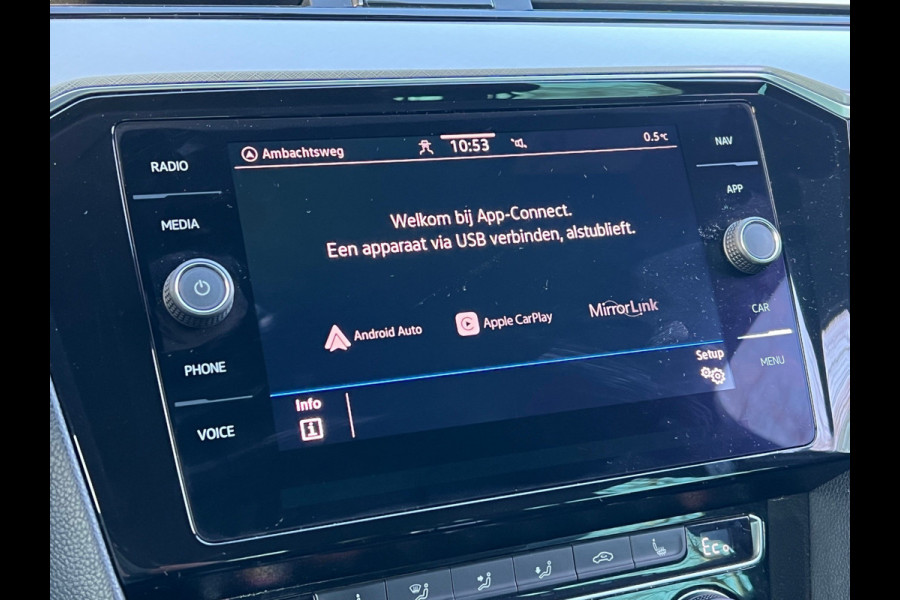 RADIO
MEDIA
PHONE
VOICE
Ambachtsweg
10:53
0.5°C
Welkom bij App-Connect.
Een apparaat via USB verbinden, alstublieft.
Android Auto
Apple CarPlay
MirrorLink
Setup
Info
NAV
APP
CAR
MENU
Eco